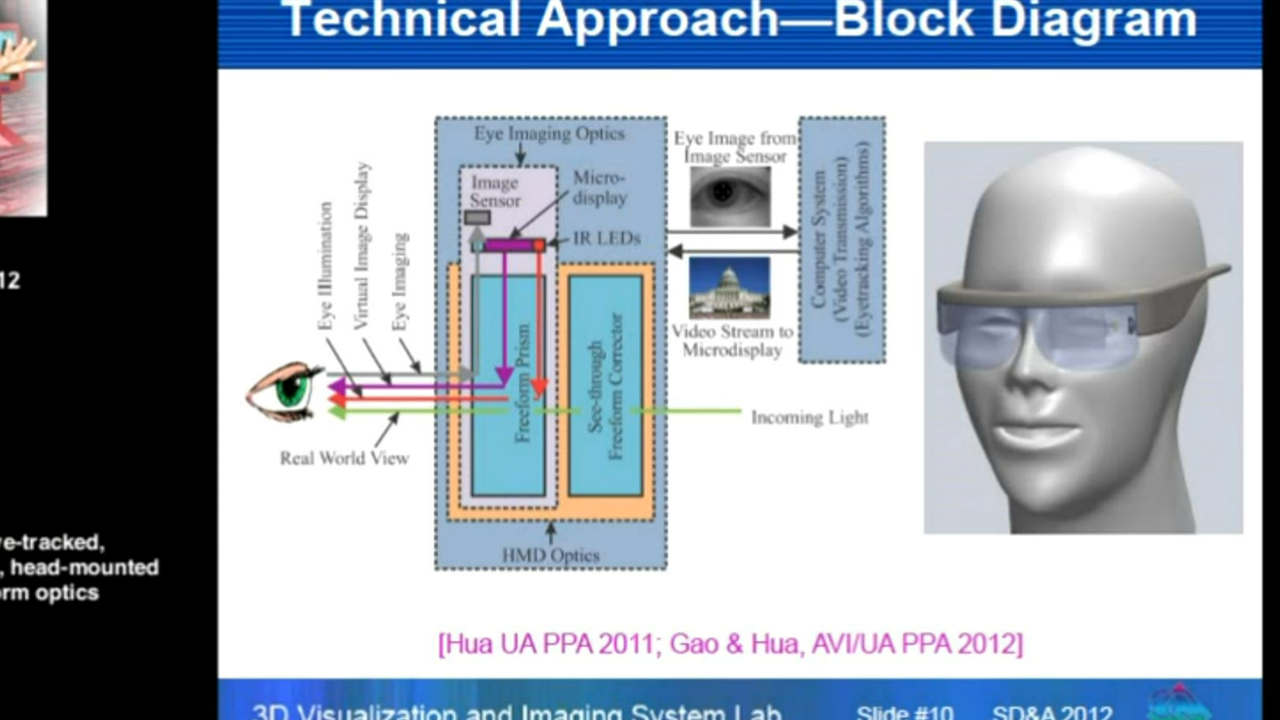 Technical Approach—Block Diagram
12
e-tracked,
, head-mounted
rm optics
Eye Imaging Optics
Image
Sensor
Micro-
display
IR LEDs
Eye Illumination
Virtual Image Display
Eye Imaging
Freeform Prism
See-through
Freeform Corrector
Real World View
HMD Optics
Eye Image from
Image Sensor
Video Stream to
Microdisplay
Computer System
(Video Transmission)
(Eyetracking Algorithms)
Incoming Light
[Hua UA PPA 2011; Gao & Hua, AVI/UA PPA 2012]
3D Visualization and Imaging System Lab
Slide #10
SD&A 2012